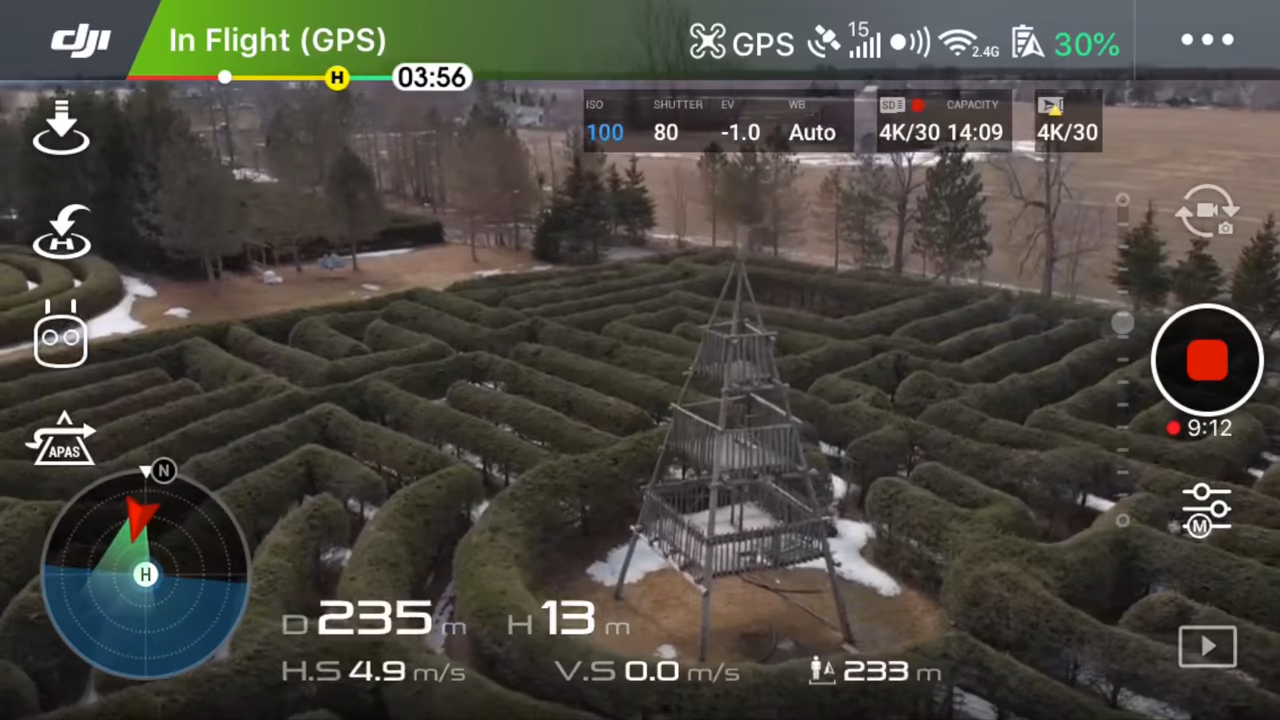 dji In Flight (GPS) GPS 15 2.4G 30%
H 03:56
ISO SHUTTER EV WB SD CAPACITY
100 80 -1.0 Auto 4K/30 14:09 4K/30
H
APAS
N
9:12
M
H
D 235 m H 13 m
H.S 4.9 m/s V.S 0.0 m/s 233 m